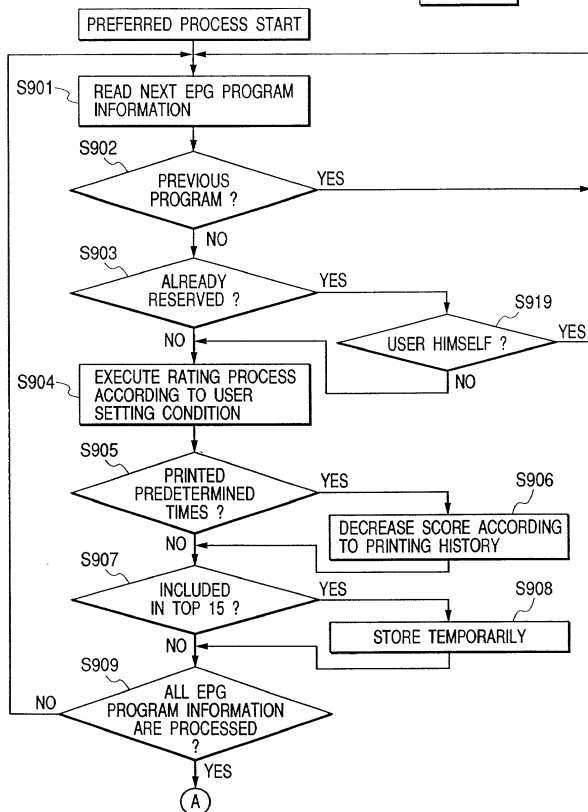 PREFERRED PROCESS START
S901
READ NEXT EPG PROGRAM
INFORMATION
S902
PREVIOUS
PROGRAM ?
YES
NO
S903
ALREADY
RESERVED ?
YES
NO
S919
USER HIMSELF ?
YES
NO
S904
EXECUTE RATING PROCESS
ACCORDING TO USER
SETTING CONDITION
S905
PRINTED
PREDETERMINED
TIMES ?
YES
NO
S906
DECREASE SCORE ACCORDING
TO PRINTING HISTORY
S907
INCLUDED
IN TOP 15 ?
YES
NO
S908
STORE TEMPORARILY
S909
ALL EPG
PROGRAM INFORMATION
ARE PROCESSED
?
NO
YES
A